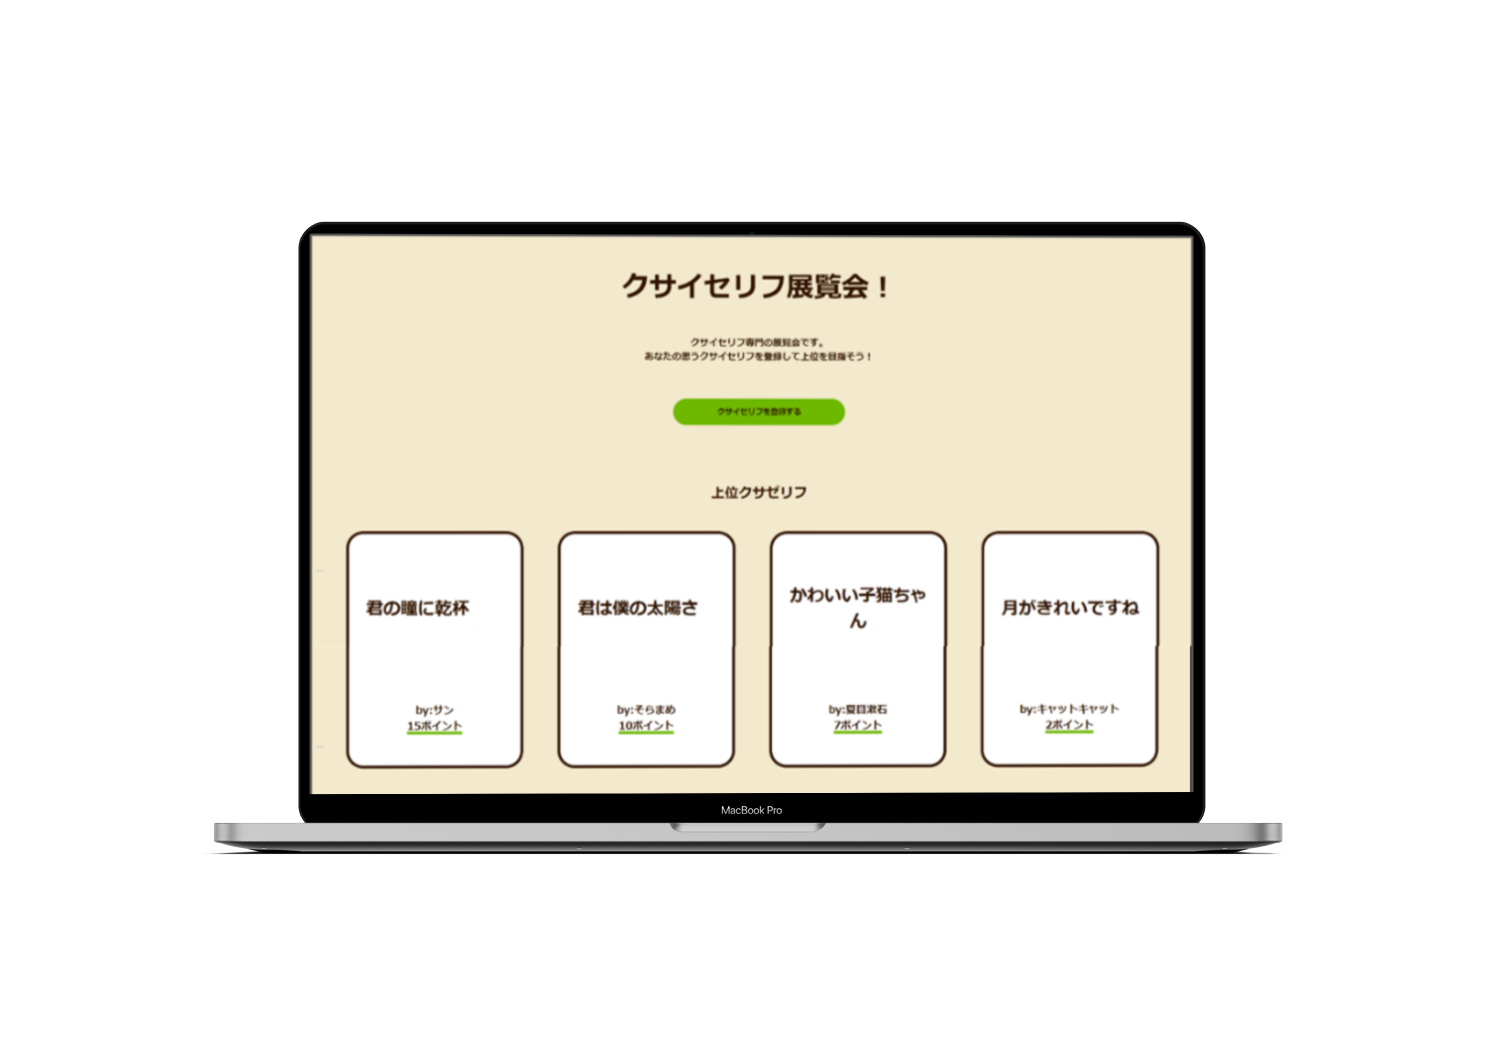 クサイセリフ展覧会！
クサイセリフ専門の展覧会です。
あなたの思うクサイセリフを登録して上位を目指そう！
クサイセリフを登録する
上位クサゼリフ
君の瞳に乾杯
by:サン
15ポイント
君は僕の太陽さ
by:そらまめ
10ポイント
かわいい子猫ちゃ
ん
by:夏目漱石
7ポイント
月がきれいですね
by:キャットキャット
2ポイント
MacBook Pro